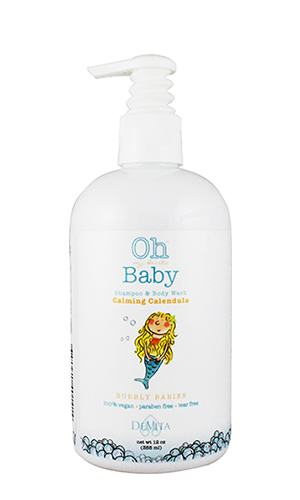 Oh
Baby
Shampoo & Body Wash
Calming Calendula
BUBBLY BABIES
100% vegan • paraben free • tear free
DEVITA
net wt 12 oz
(355 ml)